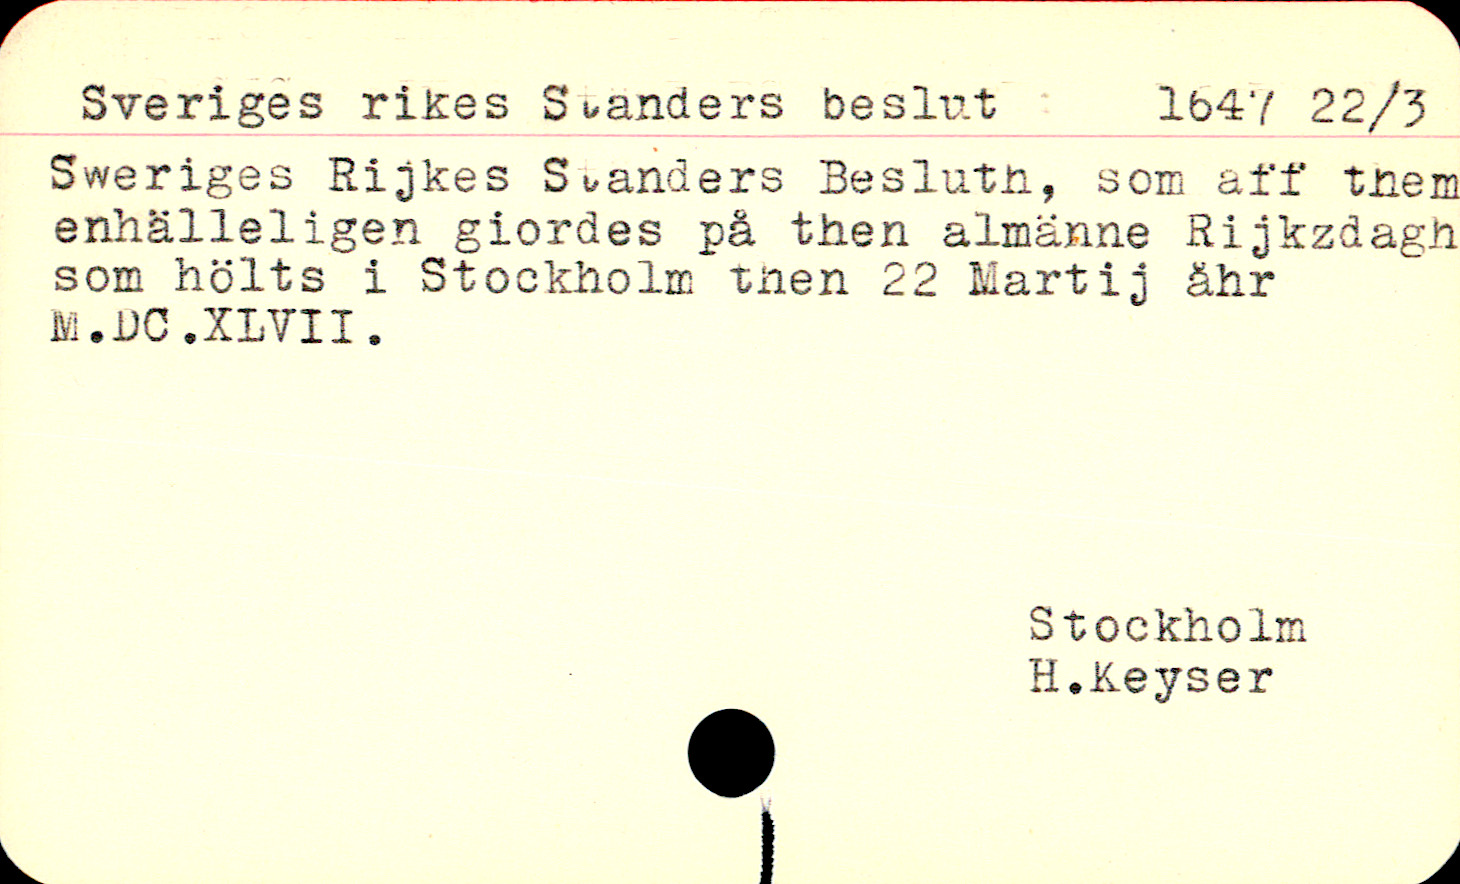 Sveriges rikes Standers beslut 1647 22/3
Sweriges Rijkes Standers Besluth, som aff them
enhälleligen giordes på then almänne Rijkzdagh
som hölts i Stockholm then 22 Martij åhr
M.DC.XLVII.
Stockholm
H.Keyser